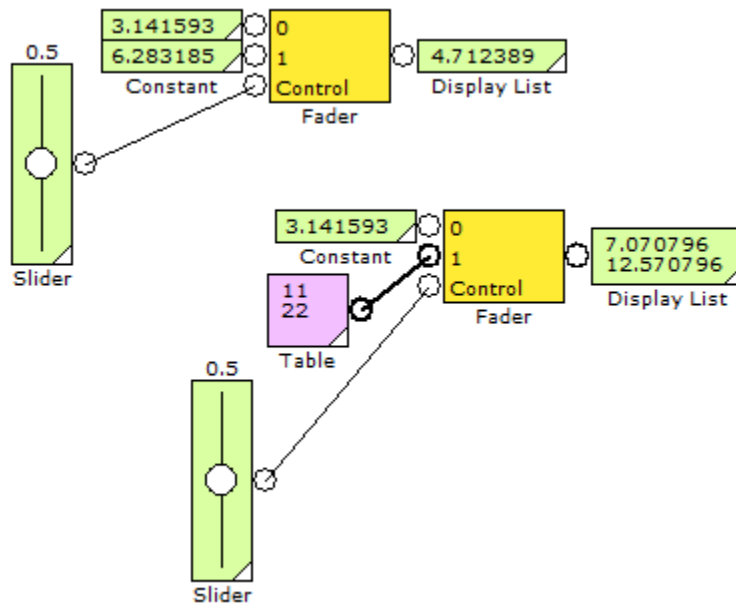 0.5
Slider
3.141593
6.283185
Constant
0
1
Control
Fader
4.712389
Display List
3.141593
Constant
11
22
Table
0
1
Control
Fader
7.070796
12.570796
Display List
0.5
Slider